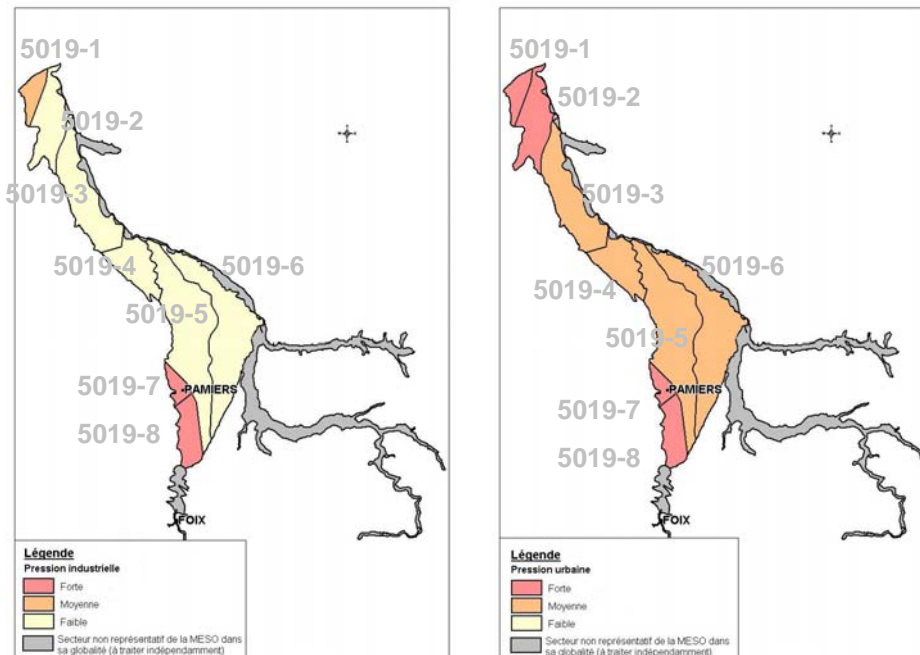 5019-1
5019-2
5019-3
5019-4
5019-6
5019-5
5019-7
PAMIERS
5019-8
FOIX
Légende
Pression industrielle
Forte
Moyenne
Faible
Secteur non représentatif de la MESO dans
sa globalité (à traiter indépendamment)
5019-1
5019-2
5019-3
5019-6
5019-4
5019-5
PAMIERS
5019-7
5019-8
FOIX
Légende
Pression urbaine
Forte
Moyenne
Faible
Secteur non représentatif de la MESO dans
sa globalité (à traiter indépendamment)